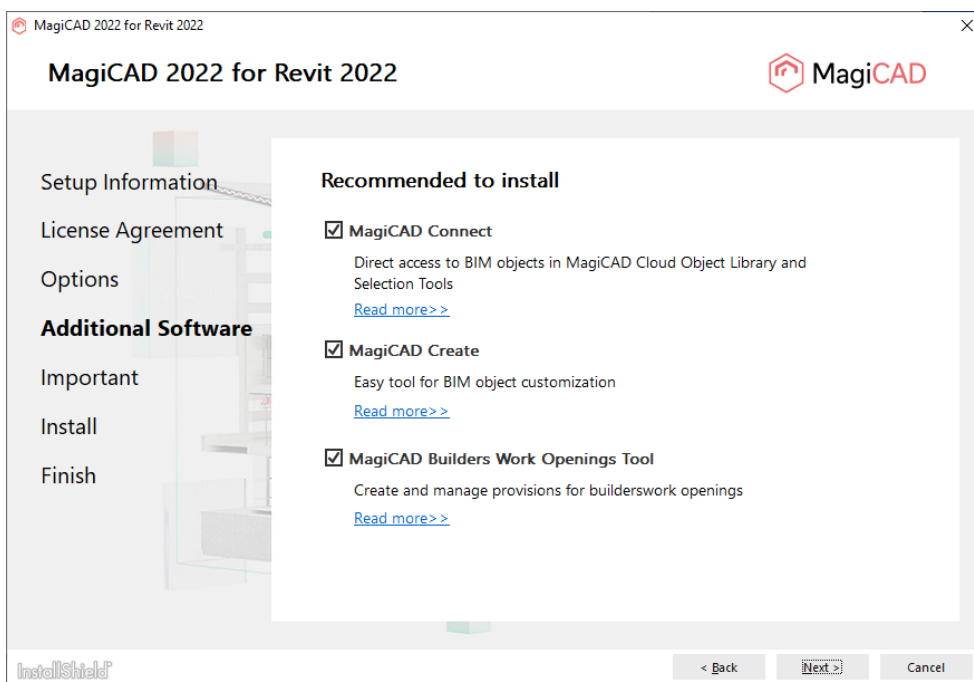 MagiCAD 2022 for Revit 2022
MagiCAD 2022 for Revit 2022
MagiCAD
Setup Information
License Agreement
Options
Additional Software
Important
Install
Finish
Recommended to install
MagiCAD Connect
Direct access to BIM objects in MagiCAD Cloud Object Library and
Selection Tools
Read more>>
MagiCAD Create
Easy tool for BIM object customization
Read more>>
MagiCAD Builders Work Openings Tool
Create and manage provisions for builderswork openings
Read more>>
InstallShield
< Back
Next >
Cancel